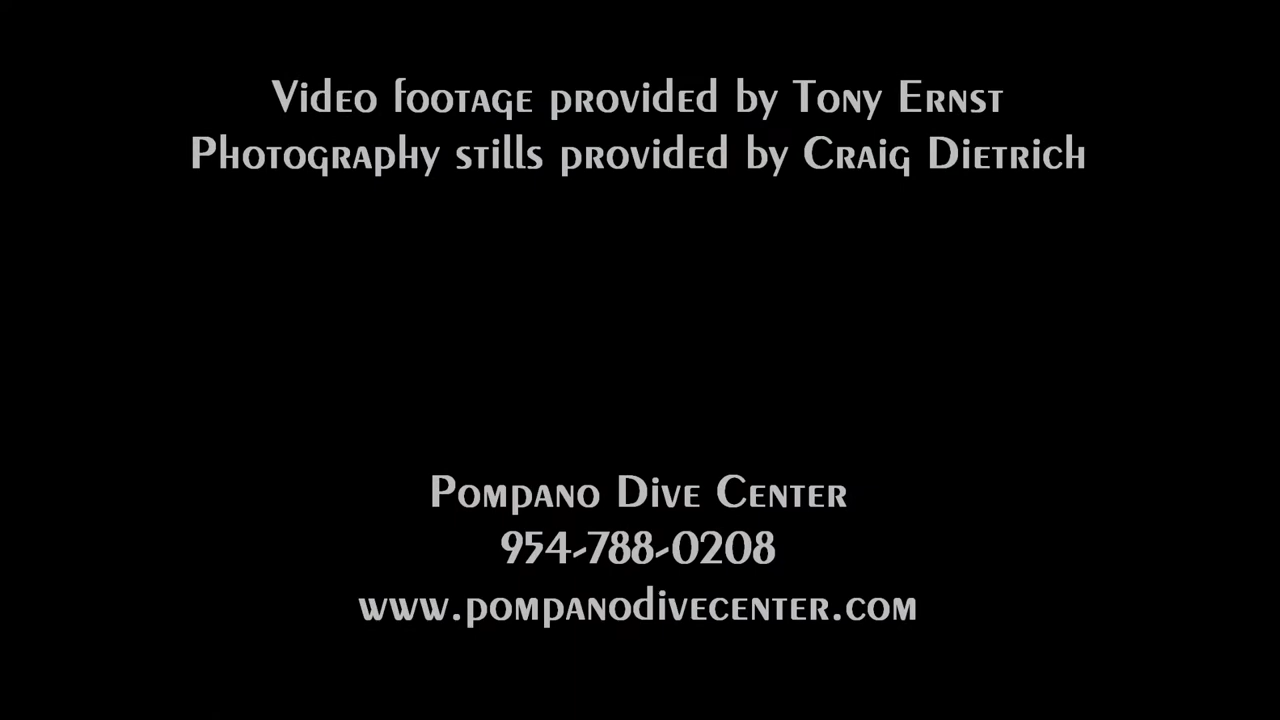 Video footage provided by Tony Ernst
Photography stills provided by Craig Dietrich
Pompano Dive Center
954-788-0208
www.pompanodivecenter.com